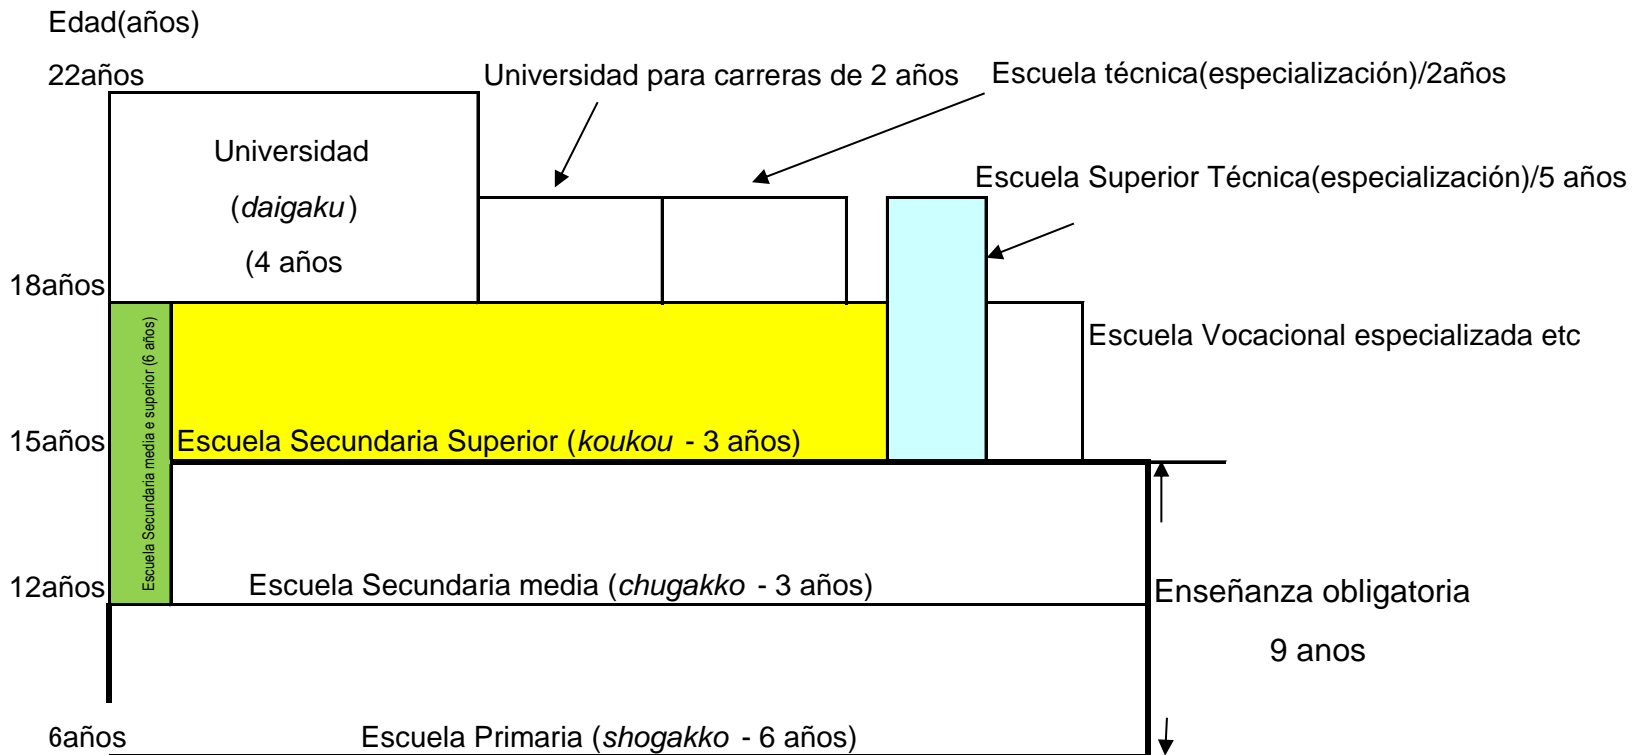 Edad(años)
22años
Universidad para carreras de 2 años
Escuela técnica(especialización)/2años
Universidad
(daigaku)
(4 años
Escuela Superior Técnica(especialización)/5 años
18años
Escuela Secundaria media e superior (6 años)
Escuela Vocacional especializada etc
15años
Escuela Secundaria Superior (koukou - 3 años)
12años
Escuela Secundaria media (chugakko - 3 años)
Enseñanza obligatoria
9 anos
6años
Escuela Primaria (shogakko - 6 años)